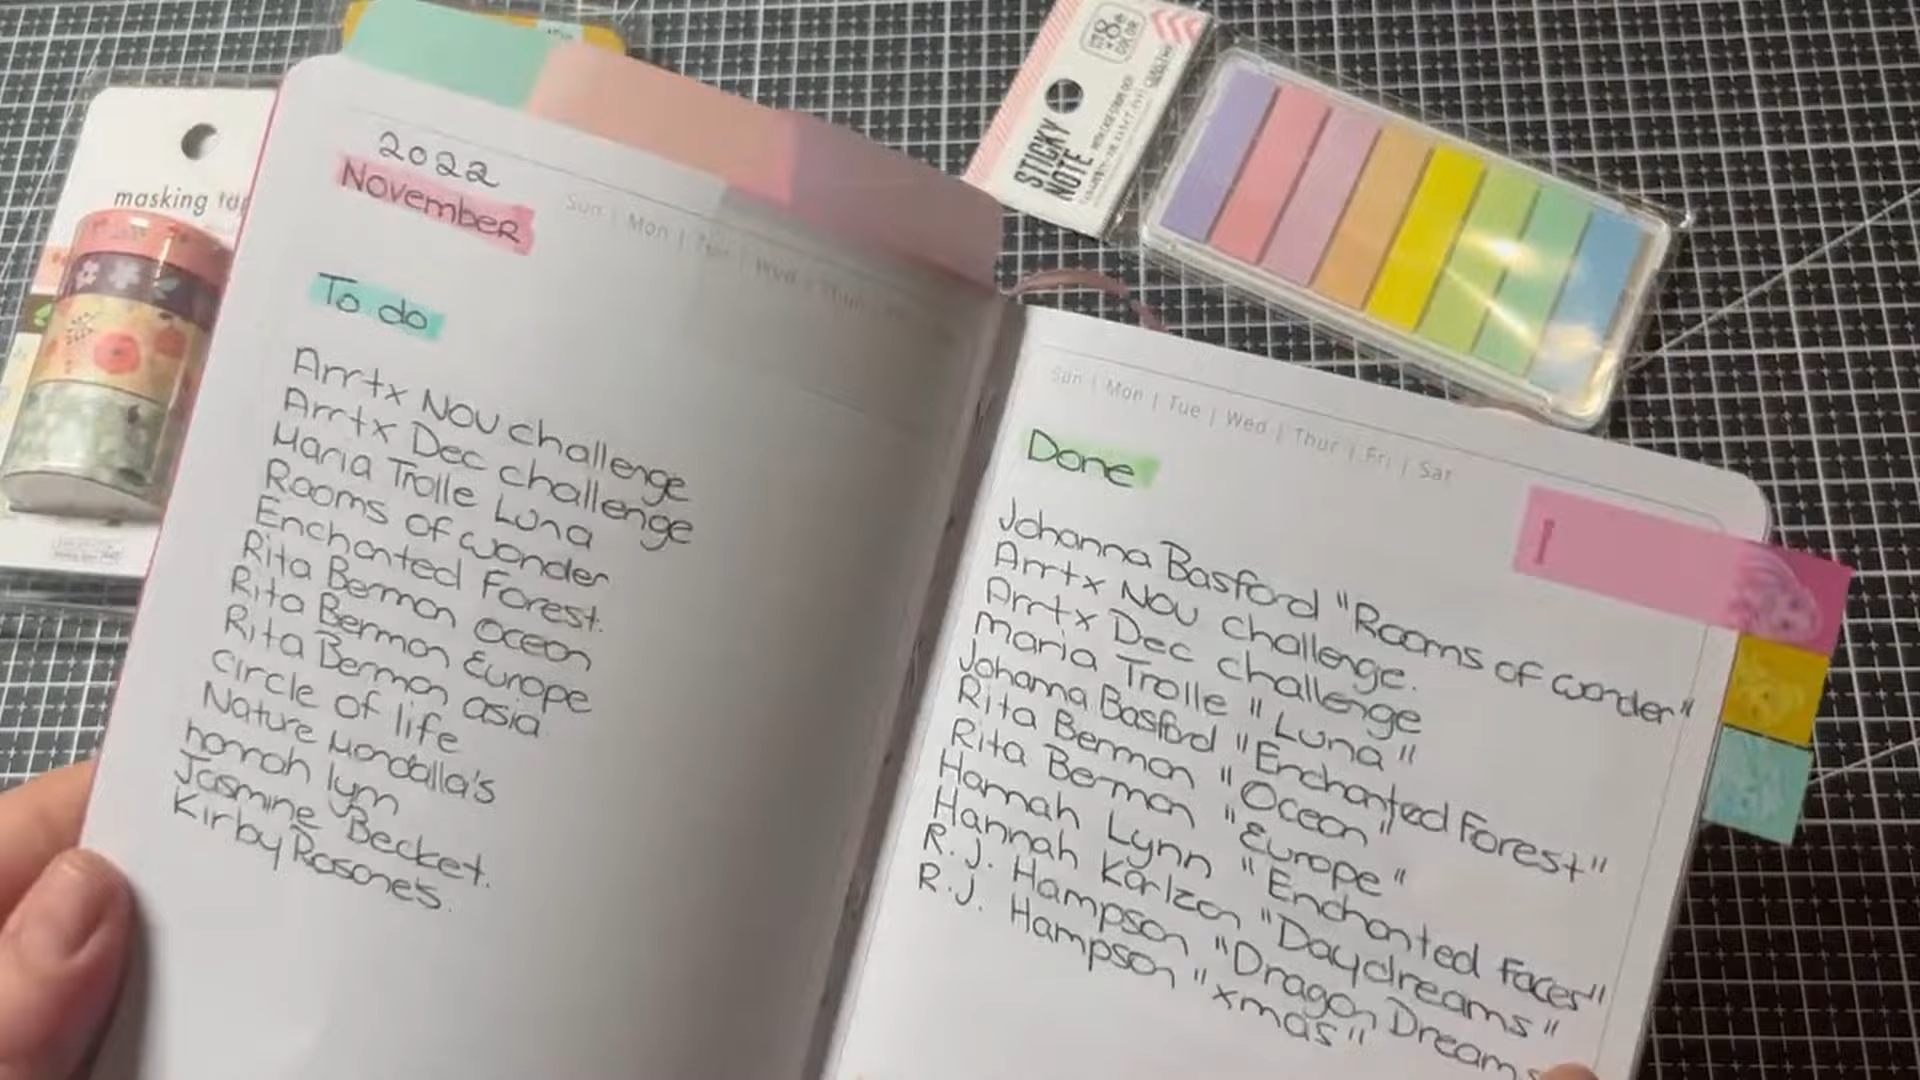 2022
November
Sun | Mon | Tue | Wed | Thur
To do
Arrtx Nov challenge
Arrtx Dec challenge
Maria Trolle Luna
Rooms of wonder
Enchanted Forest.
Rita Berman Ocean
Rita Berman Europe
Rita Berman asia
circle of life
Nature Mandalla's
hannah lynn
Jasmine Becket.
Kirby Rosane's.
Sun | Mon | Tue | Wed | Thur | Fri | Sat
Done
Johanna Basford "Rooms of wonder"
Arrtx Nov challenge.
Arrtx Dec challenge
maria Trolle "Luna"
Johanna Basford "Enchanted Forest"
Rita Berman "Ocean"
Rita Berman "Europe"
Hannah Lynn "Enchanted Faces"
Hannah Karlzon "Daydreams"
R.J. Hampson "Dragon Dreams
R.J. Hampson "xmas"
masking
STICKY
NOTE
8
COLOR